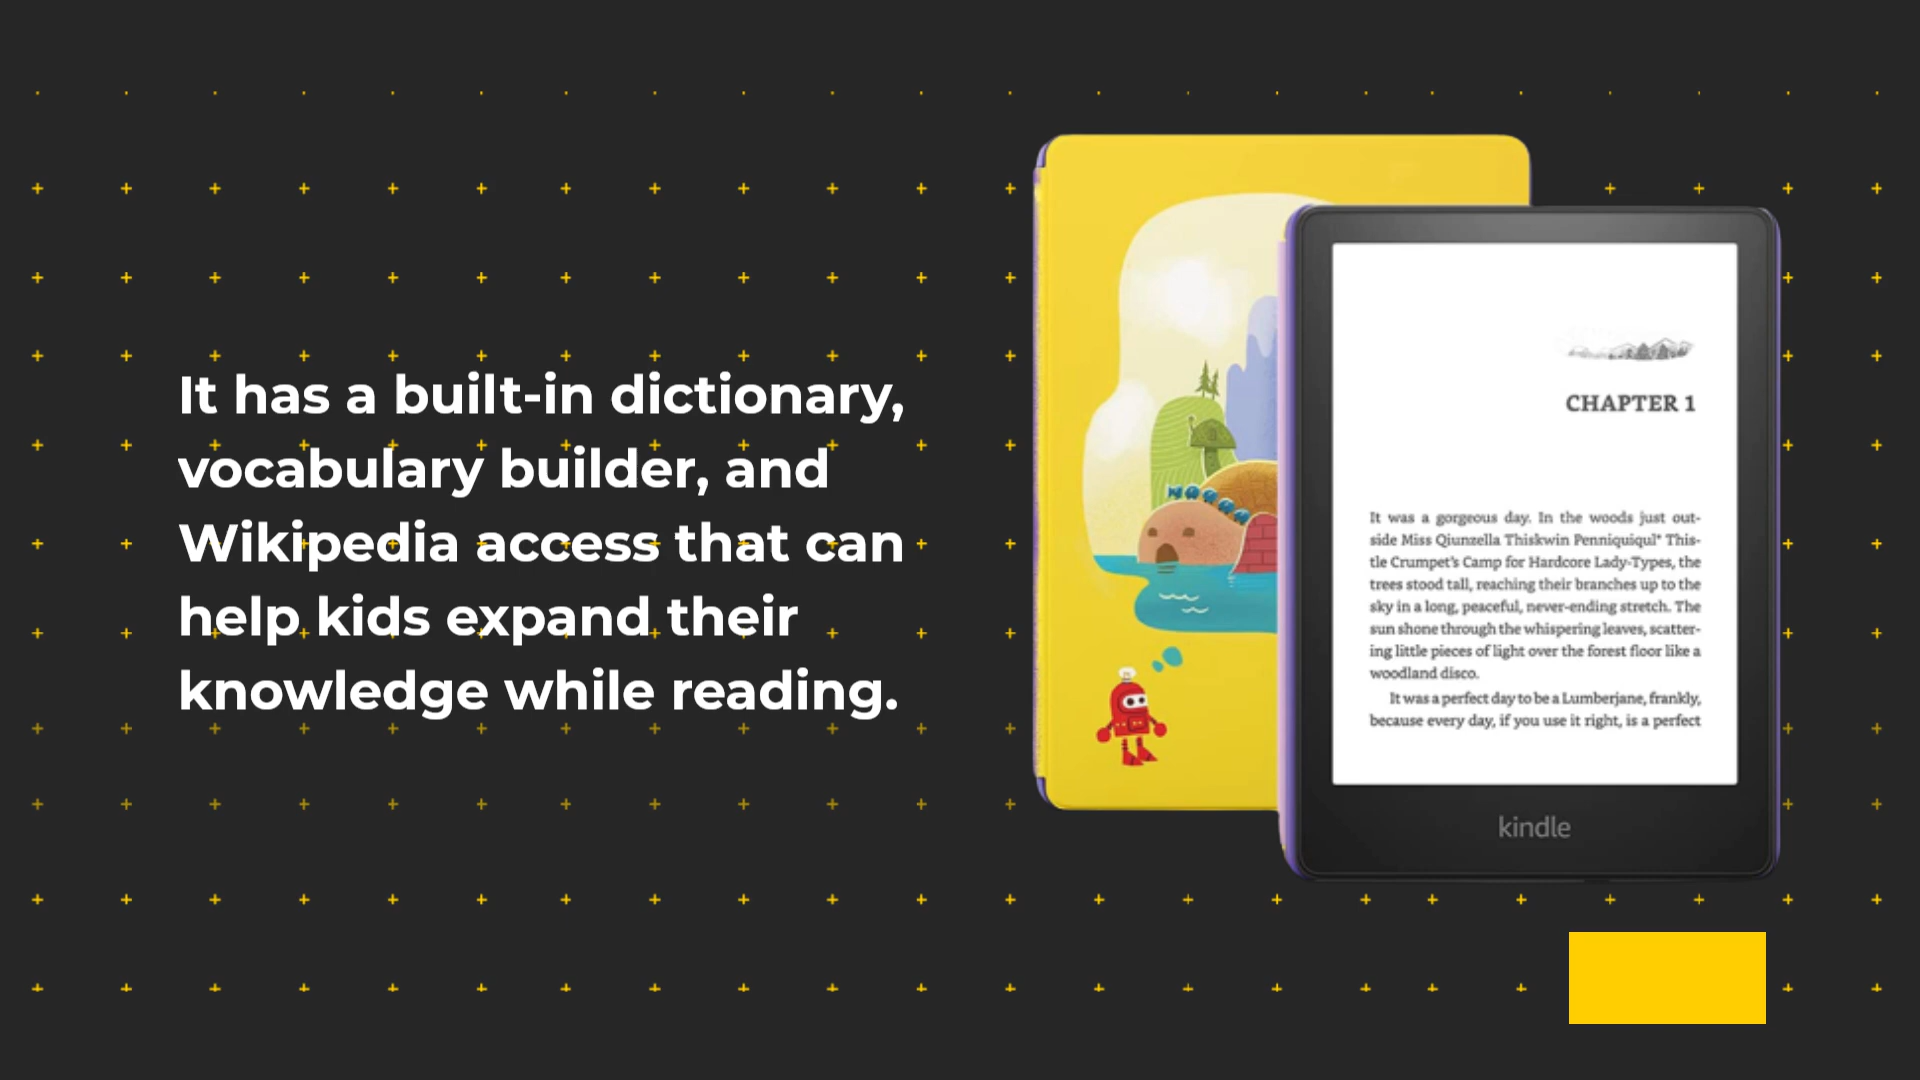 It has a built-in dictionary,
vocabulary builder, and
Wikipedia access that can
help kids expand their
knowledge while reading.
CHAPTER 1
It was a gorgeous day. In the woods just out-
side Miss Qiunzella Thiskwin Penniquiqul* This-
tle Crumpet's Camp for Hardcore Lady-Types, the
trees stood tall, reaching their branches up to the
sky in a long, peaceful, never-ending stretch. The
sun shone through the whispering leaves, scatter-
ing little pieces of light over the forest floor like a
woodland disco.
It was a perfect day to be a Lumberjane, frankly,
because every day, if you use it right, is a perfect
kindle